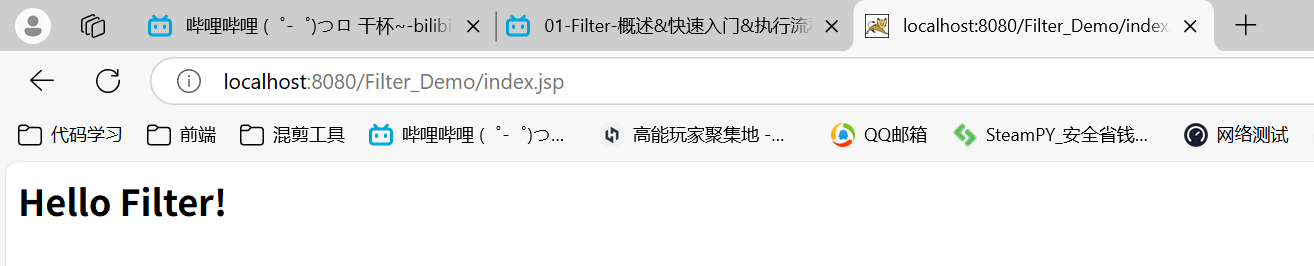 哔哩哔哩 (゜-゜)つロ 干杯~-bilibi
01-Filter-概述&快速入门&执行流
localhost:8080/Filter_Demo/index
localhost:8080/Filter_Demo/index.jsp
代码学习 前端 混剪工具 哔哩哔哩 (゜-゜)つ... 高能玩家聚集地 -... QQ邮箱 SteamPY_安全省钱... 网络测试
Hello Filter!